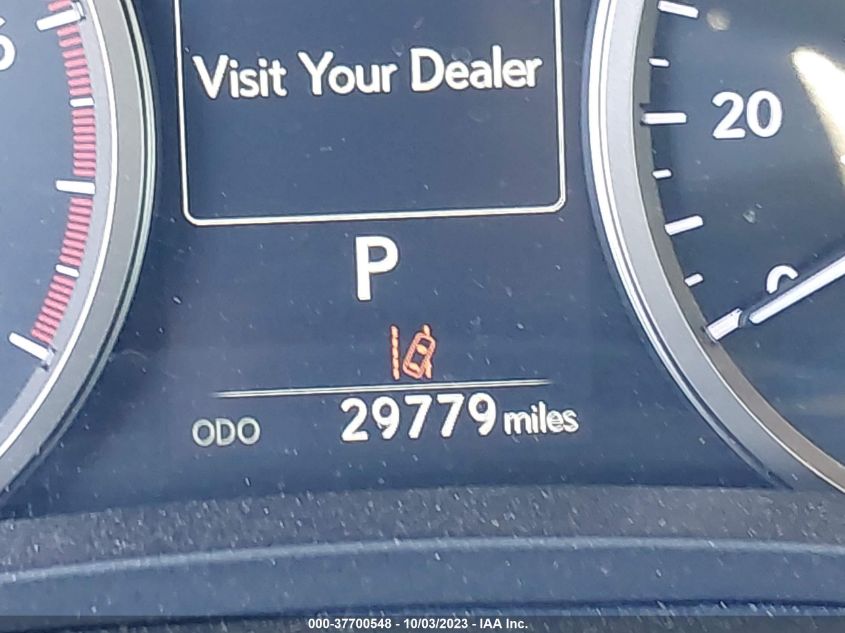 Visit Your Dealer
20
P
ODO 29779 miles
000-37700548 - 10/03/2023 - IAA Inc.